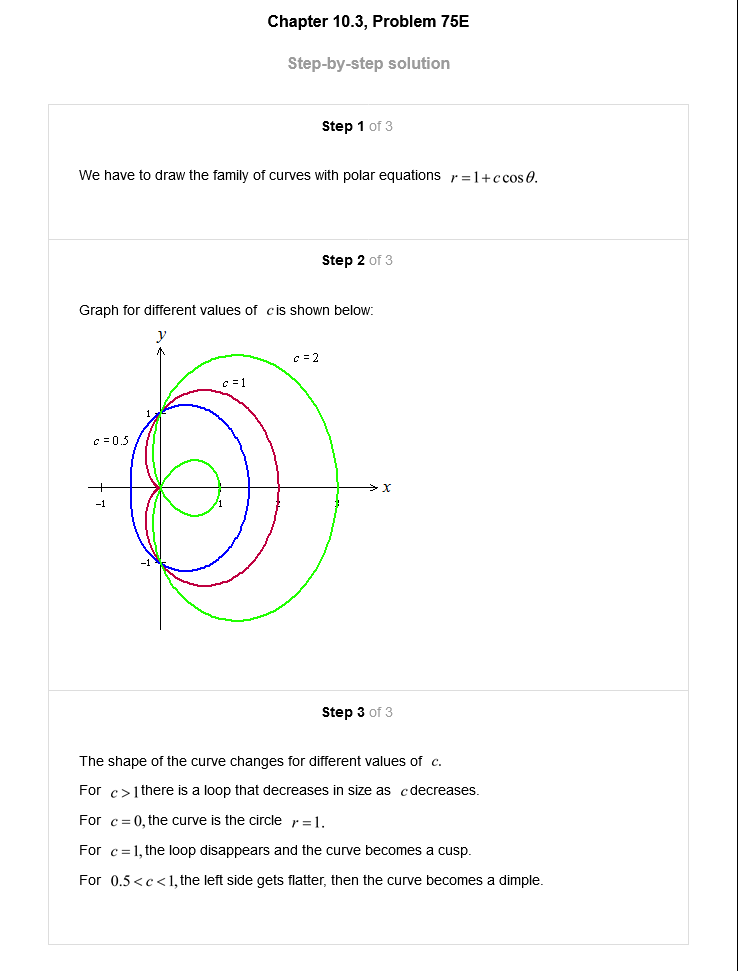 Chapter 10.3, Problem 75E
Step-by-step solution
Step 1 of 3
We have to draw the family of curves with polar equations r = 1 + c cos θ.
Step 2 of 3
Graph for different values of c is shown below:
y
c = 2
c = 1
1
c = 0.5
x
−1
1
2
3
−1
Step 3 of 3
The shape of the curve changes for different values of c.
For c > 1 there is a loop that decreases in size as c decreases.
For c = 0, the curve is the circle r = 1.
For c = 1, the loop disappears and the curve becomes a cusp.
For 0.5 < c < 1, the left side gets flatter, then the curve becomes a dimple.